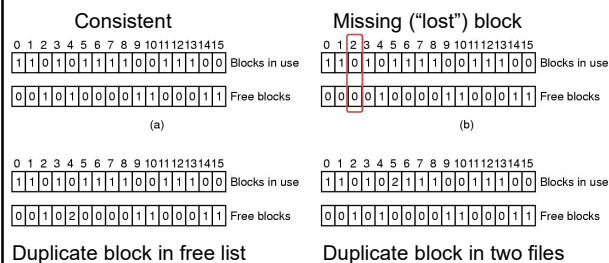 Consistent
0 1 2 3 4 5 6 7 8 9 10 11 12 13 14 15
1 1 0 1 0 1 1 1 1 0 0 1 1 1 0 0 Blocks in use
0 0 1 0 1 0 0 0 0 1 1 0 0 0 1 1 Free blocks
(a)
Missing (“lost”) block
0 1 2 3 4 5 6 7 8 9 10 11 12 13 14 15
1 1 0 1 0 1 1 1 1 0 0 1 1 1 0 0 Blocks in use
0 0 0 0 1 0 0 0 0 1 1 0 0 0 1 1 Free blocks
(b)
0 1 2 3 4 5 6 7 8 9 10 11 12 13 14 15
1 1 0 1 0 1 1 1 1 0 0 1 1 1 0 0 Blocks in use
0 0 1 0 2 0 0 0 0 1 1 0 0 0 1 1 Free blocks
Duplicate block in free list
0 1 2 3 4 5 6 7 8 9 10 11 12 13 14 15
1 1 0 1 0 2 1 1 1 0 0 1 1 1 0 0 Blocks in use
0 0 1 0 1 0 0 0 0 1 1 0 0 0 1 1 Free blocks
Duplicate block in two files